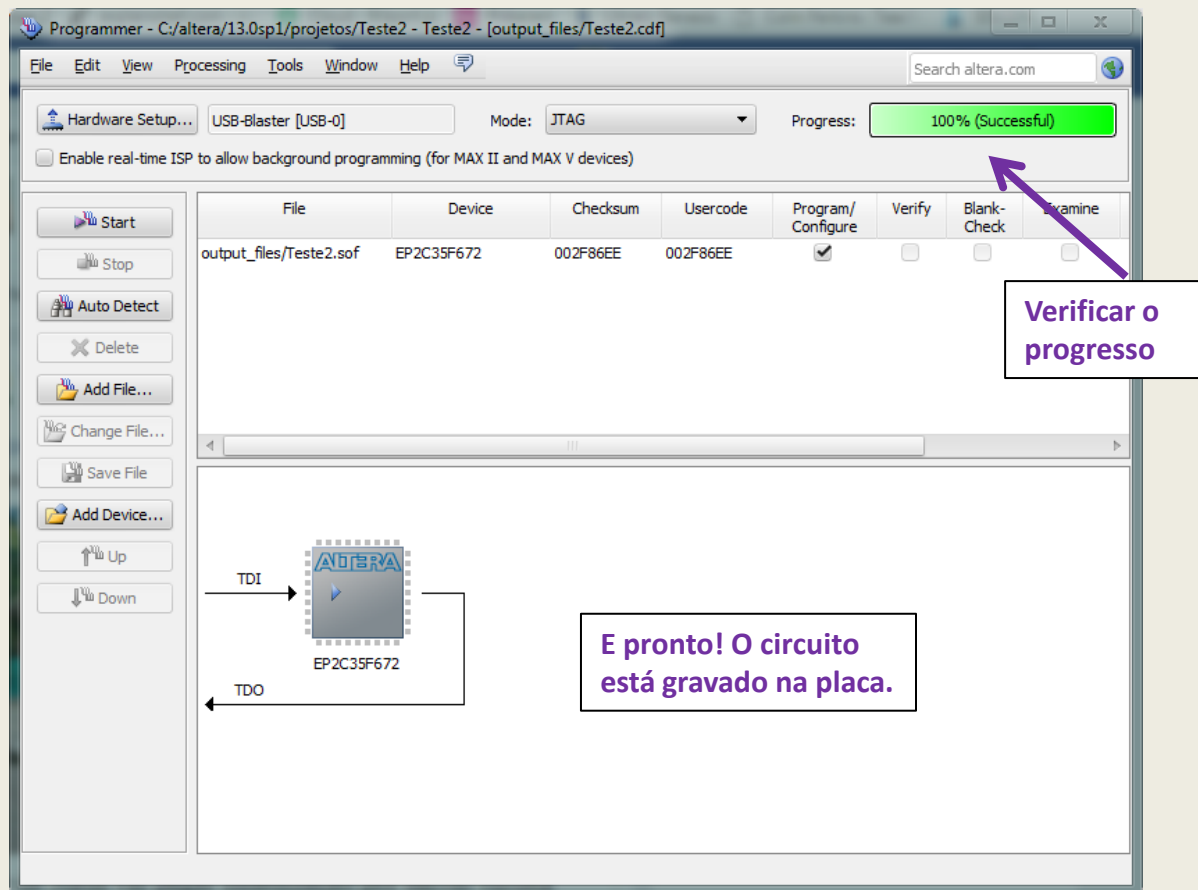 Programmer - C:/altera/13.0sp1/projetos/Teste2 - Teste2 - [output_files/Teste2.cdf]
File Edit View Processing Tools Window Help
Search altera.com
Hardware Setup... USB-Blaster [USB-0] Mode: JTAG Progress: 100% (Successful)
Enable real-time ISP to allow background programming (for MAX II and MAX V devices)
Start
Stop
Auto Detect
Delete
Add File...
Change File...
Save File
Add Device...
Up
Down
File Device Checksum Usercode Program/ Verify Blank- Examine
Configure Check
output_files/Teste2.sof EP2C35F672 002F86EE 002F86EE
Verificar o
progresso
ALTERA
TDI
EP2C35F672
TDO
E pronto! O circuito
está gravado na placa.